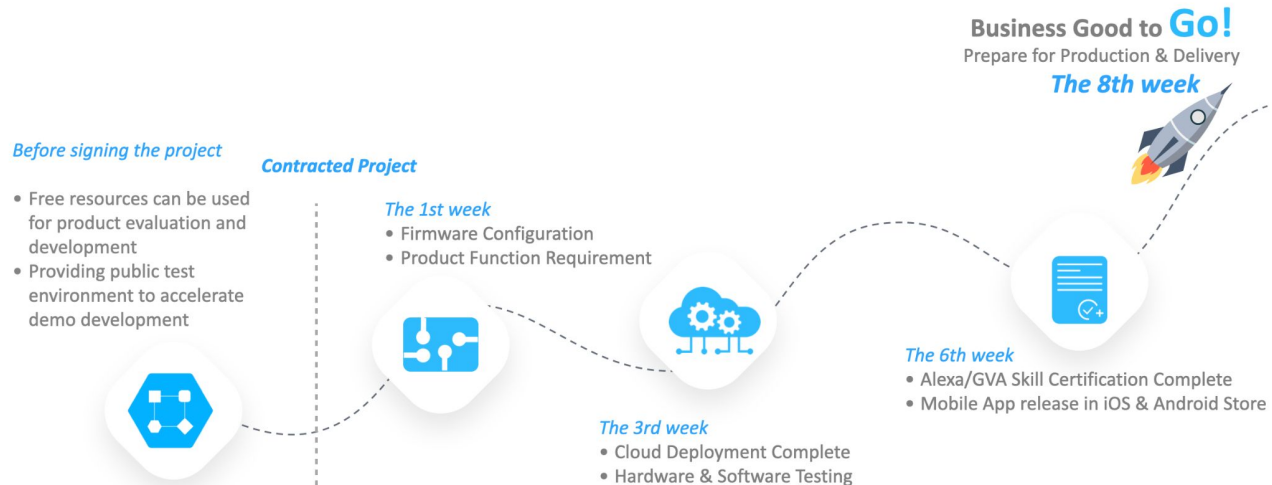 Business Good to Go!
Prepare for Production & Delivery
The 8th week
Before signing the project
• Free resources can be used
for product evaluation and
development
• Providing public test
environment to accelerate
demo development
Contracted Project
The 1st week
• Firmware Configuration
• Product Function Requirement
The 3rd week
• Cloud Deployment Complete
• Hardware & Software Testing
The 6th week
• Alexa/GVA Skill Certification Complete
• Mobile App release in iOS & Android Store